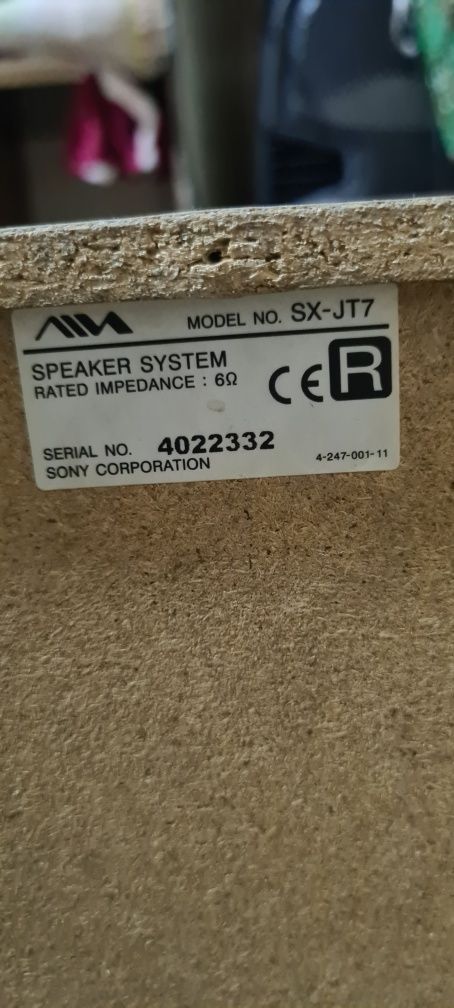 AIWA
MODEL NO. SX-JT7
SPEAKER SYSTEM
RATED IMPEDANCE : 6Ω
CE R
SERIAL NO. 4022332
SONY CORPORATION
4-247-001-11